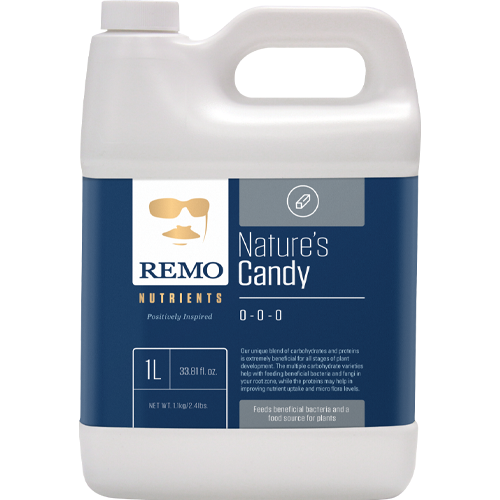 REMO
NUTRIENTS
Positively Inspired
Nature's
Candy
0-0-0
1L
33.81 fl. oz.
NET WT. 1.1kg/2.4lbs.
Our unique blend of carbohydrates and proteins
is extremely beneficial for all stages of plant
development. The multiple carbohydrate varieties
help with feeding beneficial bacteria and fungi in
your root zone, while the proteins may help in
improving nutrient uptake and micro flora levels.
Feeds beneficial bacteria and a
food source for plants